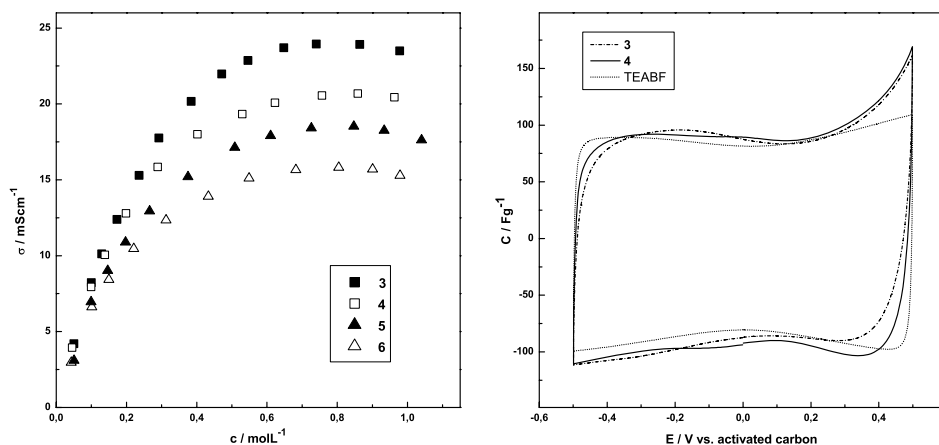 25
20
15
10
5
0
σ / mScm⁻¹
0,0 0,2 0,4 0,6 0,8 1,0
c / molL⁻¹
3
4
5
6
150
100
50
0
-50
-100
C / Fg⁻¹
-0,6 -0,4 -0,2 0,0 0,2 0,4 0,6
E / V vs. activated carbon
3
4
TEABF